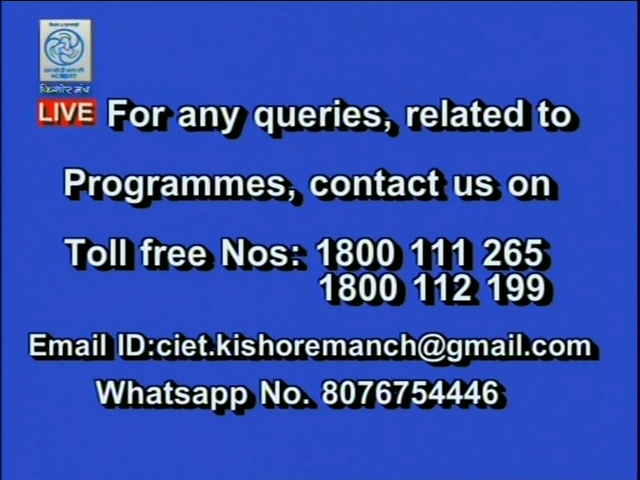 NCERT
किशोर मंच
LIVE
For any queries, related to
Programmes, contact us on
Toll free Nos: 1800 111 265
1800 112 199
Email ID:ciet.kishoremanch@gmail.com
Whatsapp No. 8076754446